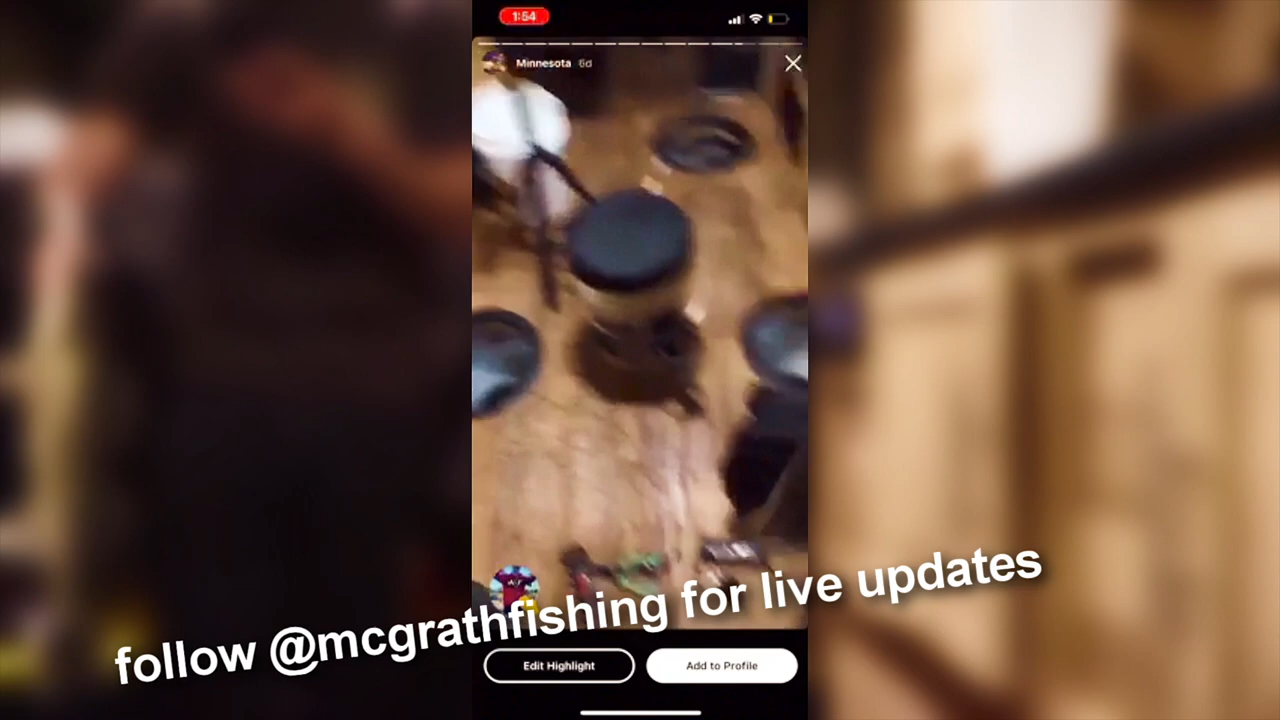 1:54
Minnesota 6d
follow @mcgrathfishing for live updates
Edit Highlight
Add to Profile